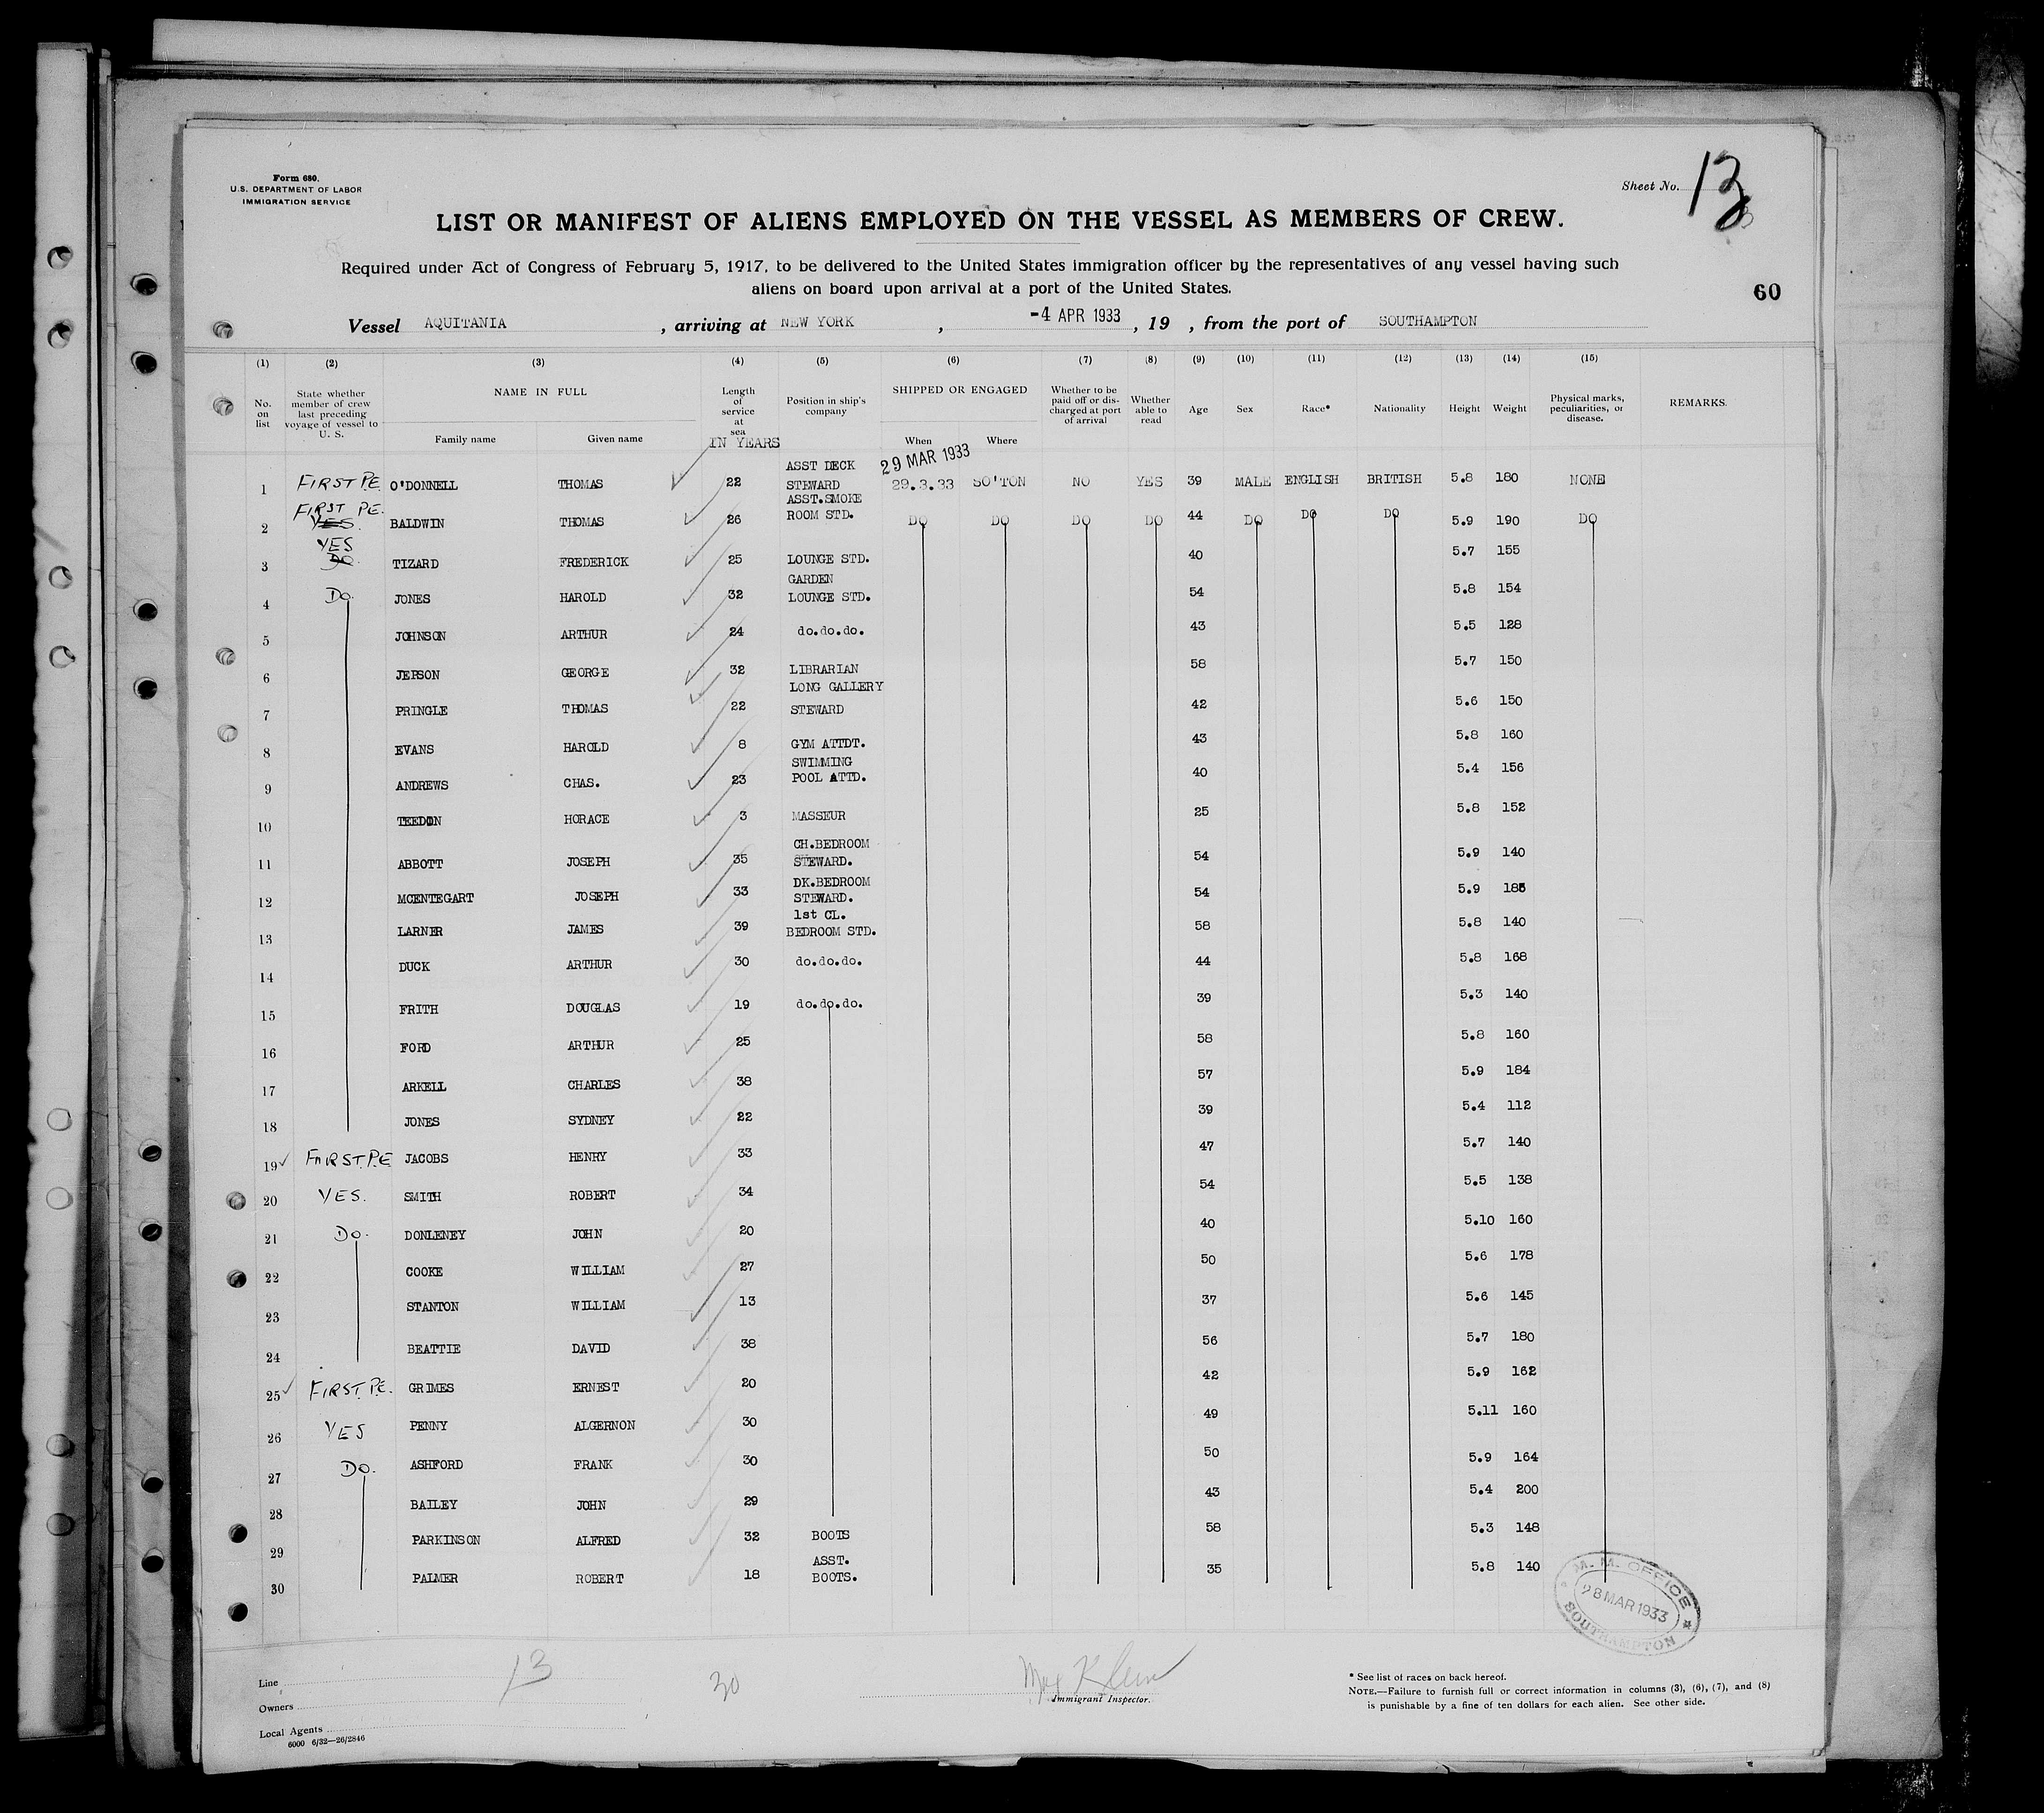 Form 680.
U.S. DEPARTMENT OF LABOR
IMMIGRATION SERVICE
Sheet No. 13
LIST OR MANIFEST OF ALIENS EMPLOYED ON THE VESSEL AS MEMBERS OF CREW.
Required under Act of Congress of February 5, 1917, to be delivered to the United States immigration officer by the representatives of any vessel having such
aliens on board upon arrival at a port of the United States.
60
Vessel AQUITANIA , arriving at NEW YORK , -4 APR 1933 , 19 , from the port of SOUTHAMPTON
(1) (2) (3) (4) (5) (6) (7) (8) (9) (10) (11) (12) (13) (14) (15)
No. on list State whether member of crew last preceding voyage of vessel to U. S. NAME IN FULL Family name Given name Length of service at sea IN YEARS Position in ship's company SHIPPED OR ENGAGED When Where Whether to be paid off or discharged at port of arrival Whether able to read Age Sex Race* Nationality Height Weight Physical marks, peculiarities, or disease. REMARKS.
29 MAR 1933
1 FIRST PE O'DONNELL THOMAS 22 ASST DECK STEWARD 29.3.33 SO'TON NO YES 39 MALE ENGLISH BRITISH 5.8 180 NONE
2 FIRST PE. YES. BALDWIN THOMAS 26 ASST.SMOKE ROOM STD. DO DO DO DO 44 DO DO DO 5.9 190 DO
3 YES DO. TIZARD FREDERICK 25 LOUNGE STD. 40 5.7 155
4 DO. JONES HAROLD 32 GARDEN LOUNGE STD. 54 5.8 154
5 JOHNSON ARTHUR 24 do.do.do. 43 5.5 128
6 JEPSON GEORGE 32 LIBRARIAN 58 5.7 150
7 PRINGLE THOMAS 22 LONG GALLERY STEWARD 42 5.6 150
8 EVANS HAROLD 8 GYM ATTDT. 43 5.8 160
9 ANDREWS CHAS. 23 SWIMMING POOL ATTD. 40 5.4 156
10 TEEDON HORACE 3 MASSEUR 25 5.8 152
11 ABBOTT JOSEPH 35 CH.BEDROOM STEWARD. 54 5.9 140
12 MCENTEGART JOSEPH 33 DK.BEDROOM STEWARD. 54 5.9 185
13 LARNER JAMES 39 1st CL. BEDROOM STD. 58 5.8 140
14 DUCK ARTHUR 30 do.do.do. 44 5.8 168
15 FRITH DOUGLAS 19 do.do.do. 39 5.3 140
16 FORD ARTHUR 25 58 5.8 160
17 ARKELL CHARLES 38 57 5.9 184
18 JONES SYDNEY 22 39 5.4 112
19 FIRST.P.E JACOBS HENRY 33 47 5.7 140
20 YES. SMITH ROBERT 34 54 5.5 138
21 DO. DONLENEY JOHN 20 40 5.10 160
22 COOKE WILLIAM 27 50 5.6 178
23 STANTON WILLIAM 13 37 5.6 145
24 BEATTIE DAVID 38 56 5.7 180
25 FIRST.P.E. GRIMES ERNEST 20 42 5.9 162
26 YES PENNY ALGERNON 30 49 5.11 160
27 DO. ASHFORD FRANK 30 50 5.9 164
28 BAILEY JOHN 29 43 5.4 200
29 PARKINSON ALFRED 32 BOOTS 58 5.3 148
30 PALMER ROBERT 18 ASST. BOOTS. 35 5.8 140
M. M. OFFICE
28 MAR 1933
SOUTHAMPTON
Line
Owners
Local Agents
6000 6/32—26/2846
13
30
Max Klein
Immigrant Inspector.
* See list of races on back hereof.
NOTE.—Failure to furnish full or correct information in columns (3), (6), (7), and (8)
is punishable by a fine of ten dollars for each alien. See other side.